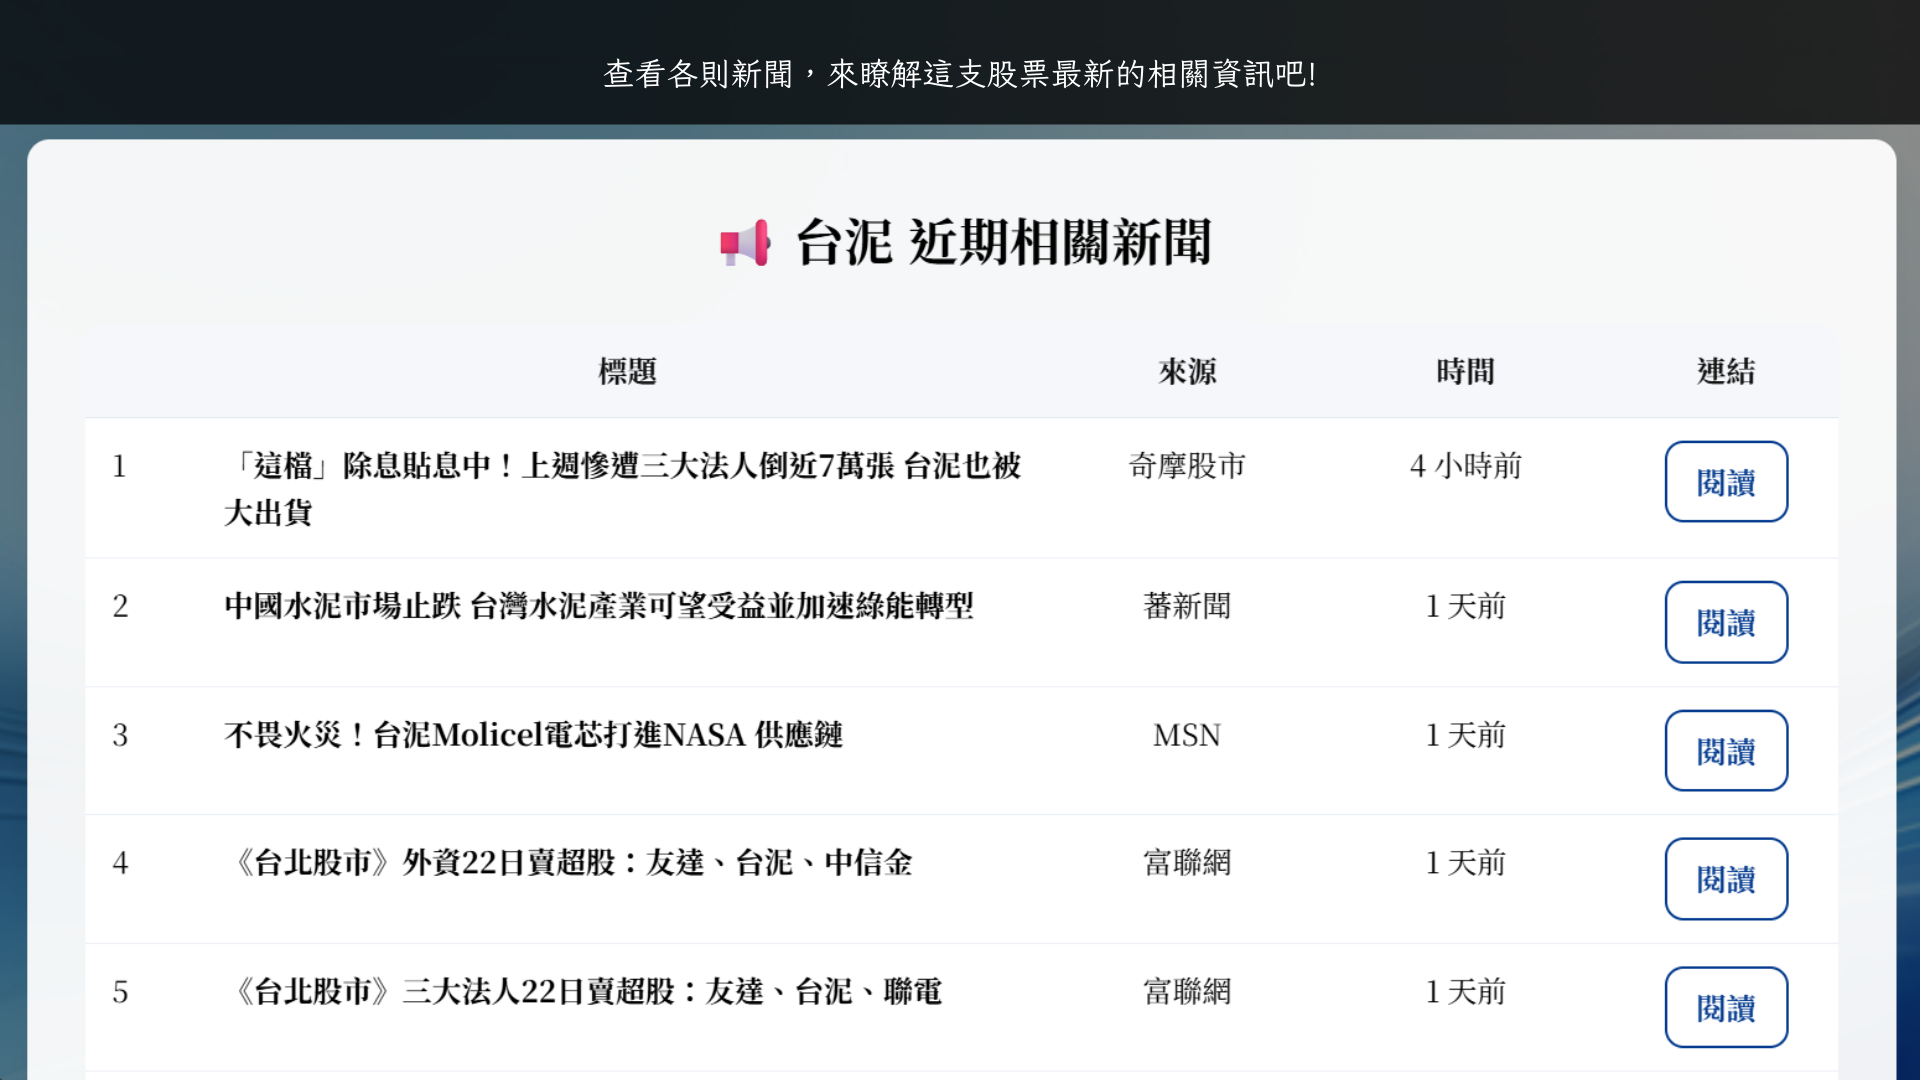 查看各則新聞，來瞭解這支股票最新的相關資訊吧!
台泥 近期相關新聞
標題 來源 時間 連結
1 「這檔」除息貼息中！上週慘遭三大法人倒近7萬張 台泥也被 奇摩股市 4 小時前 閱讀
大出貨
2 中國水泥市場止跌 台灣水泥產業可望受益並加速綠能轉型 蕃新聞 1 天前 閱讀
3 不畏火災！台泥Molicel電芯打進NASA 供應鏈 MSN 1 天前 閱讀
4 《台北股市》外資22日賣超股：友達、台泥、中信金 富聯網 1 天前 閱讀
5 《台北股市》三大法人22日賣超股：友達、台泥、聯電 富聯網 1 天前 閱讀